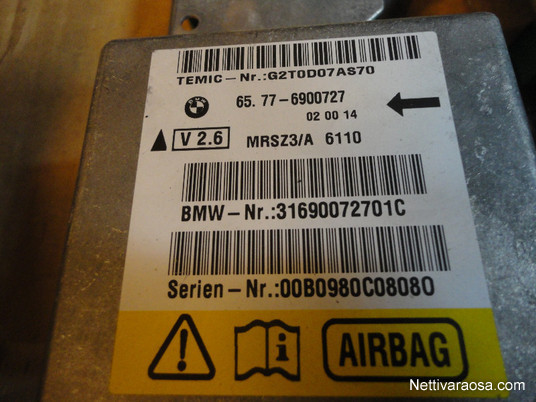 TEMIC-Nr.:G2T0D07AS70
65. 77-6900727
02 00 14
V 2.6 MRSZ3/A 6110
BMW-Nr.:31690072701C
Serien-Nr.:00B0980C08080
AIRBAG
Nettivaraosa.com